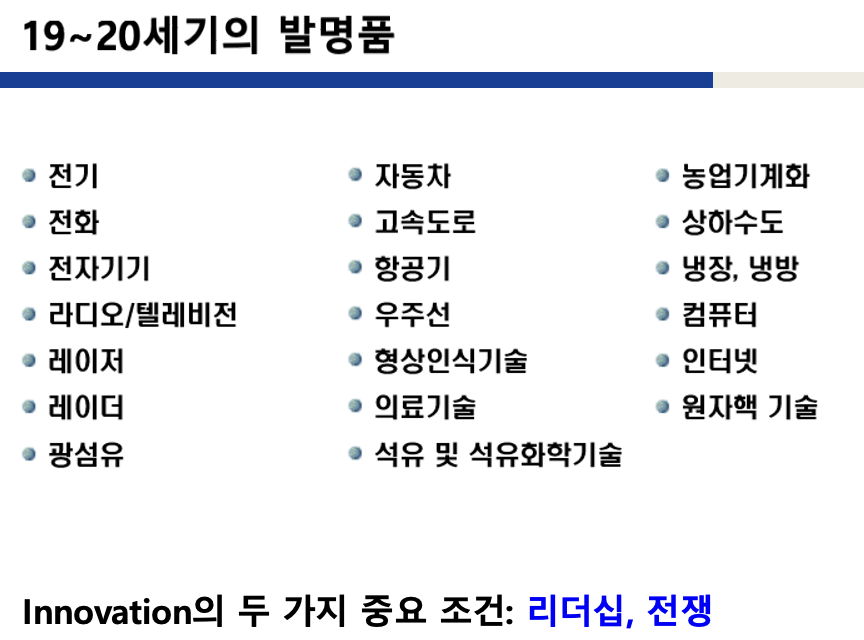 19~20세기의 발명품
전기
전화
전자기기
라디오/텔레비전
레이저
레이더
광섬유
자동차
고속도로
항공기
우주선
형상인식기술
의료기술
석유 및 석유화학기술
농업기계화
상하수도
냉장, 냉방
컴퓨터
인터넷
원자핵 기술
Innovation의 두 가지 중요 조건: 리더십, 전쟁